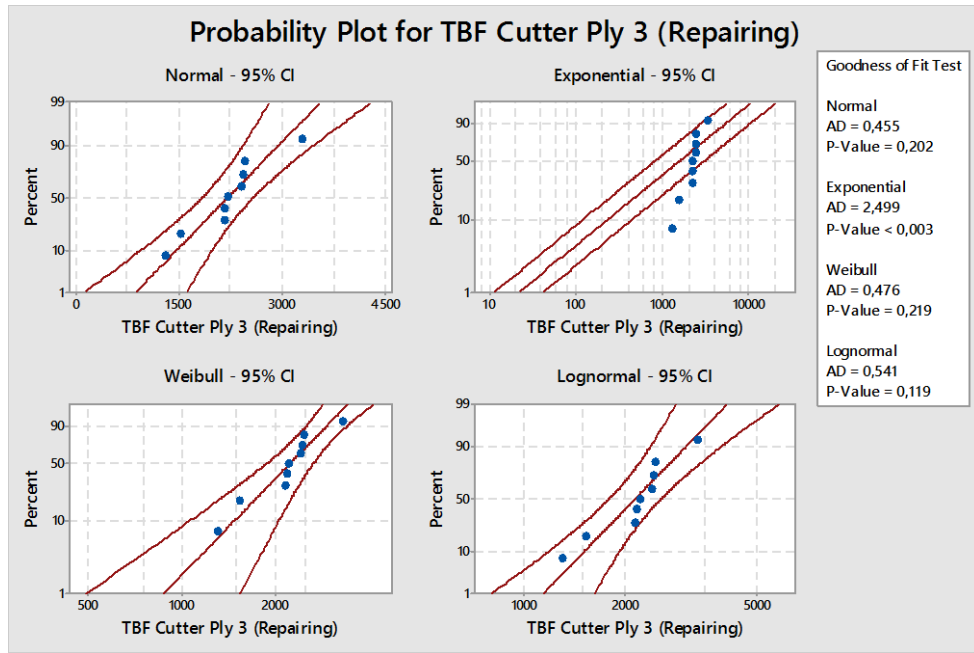 Probability Plot for TBF Cutter Ply 3 (Repairing)
Normal - 95% CI
99
90
50
10
1
Percent
0 1500 3000 4500
TBF Cutter Ply 3 (Repairing)
Exponential - 95% CI
90
50
10
1
Percent
10 100 1000 10000
TBF Cutter Ply 3 (Repairing)
Weibull - 95% CI
90
50
10
1
Percent
500 1000 2000
TBF Cutter Ply 3 (Repairing)
Lognormal - 95% CI
99
90
50
10
1
Percent
1000 2000 5000
TBF Cutter Ply 3 (Repairing)
Goodness of Fit Test
Normal
AD = 0,455
P-Value = 0,202
Exponential
AD = 2,499
P-Value < 0,003
Weibull
AD = 0,476
P-Value = 0,219
Lognormal
AD = 0,541
P-Value = 0,119